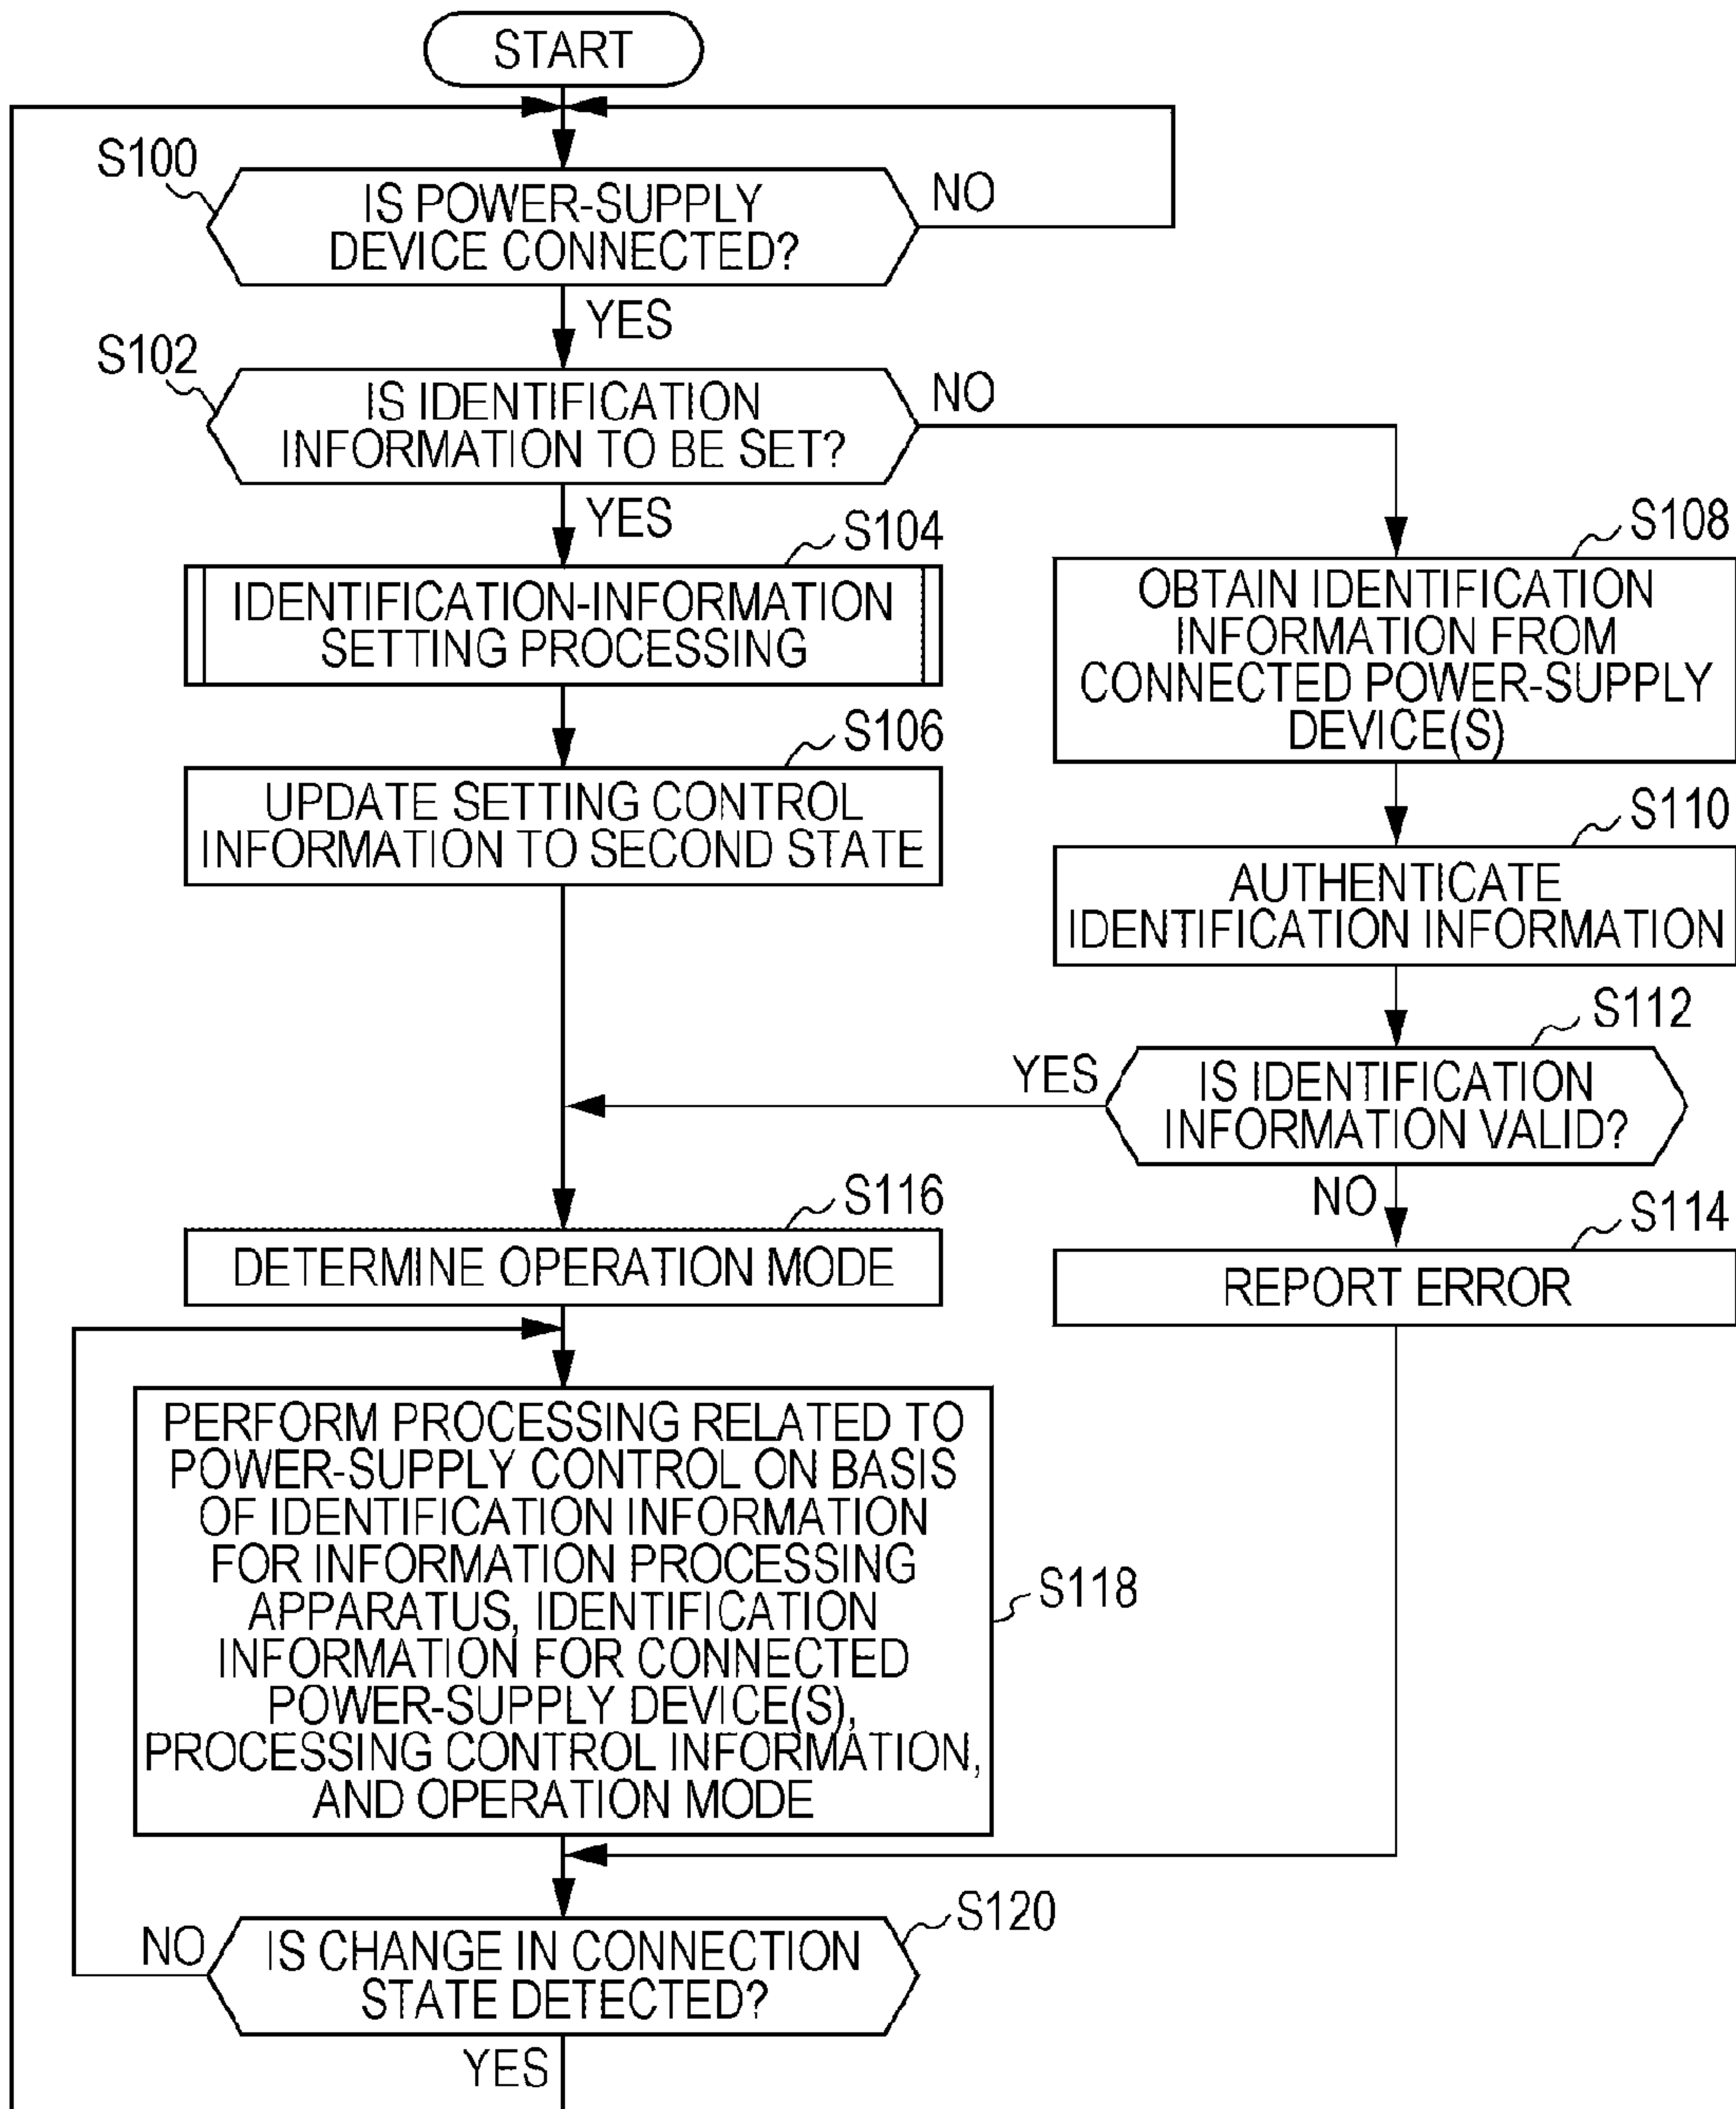 START
S100
IS POWER-SUPPLY
DEVICE CONNECTED?
NO
YES
S102
IS IDENTIFICATION
INFORMATION TO BE SET?
NO
YES
S104
IDENTIFICATION-INFORMATION
SETTING PROCESSING
S106
UPDATE SETTING CONTROL
INFORMATION TO SECOND STATE
S108
OBTAIN IDENTIFICATION
INFORMATION FROM
CONNECTED POWER-SUPPLY
DEVICE(S)
S110
AUTHENTICATE
IDENTIFICATION INFORMATION
S112
IS IDENTIFICATION
INFORMATION VALID?
YES
NO
S114
REPORT ERROR
S116
DETERMINE OPERATION MODE
PERFORM PROCESSING RELATED TO
POWER-SUPPLY CONTROL ON BASIS
OF IDENTIFICATION INFORMATION
FOR INFORMATION PROCESSING
APPARATUS, IDENTIFICATION
INFORMATION FOR CONNECTED
POWER-SUPPLY DEVICE(S),
PROCESSING CONTROL INFORMATION,
AND OPERATION MODE
S118
S120
IS CHANGE IN CONNECTION
STATE DETECTED?
NO
YES